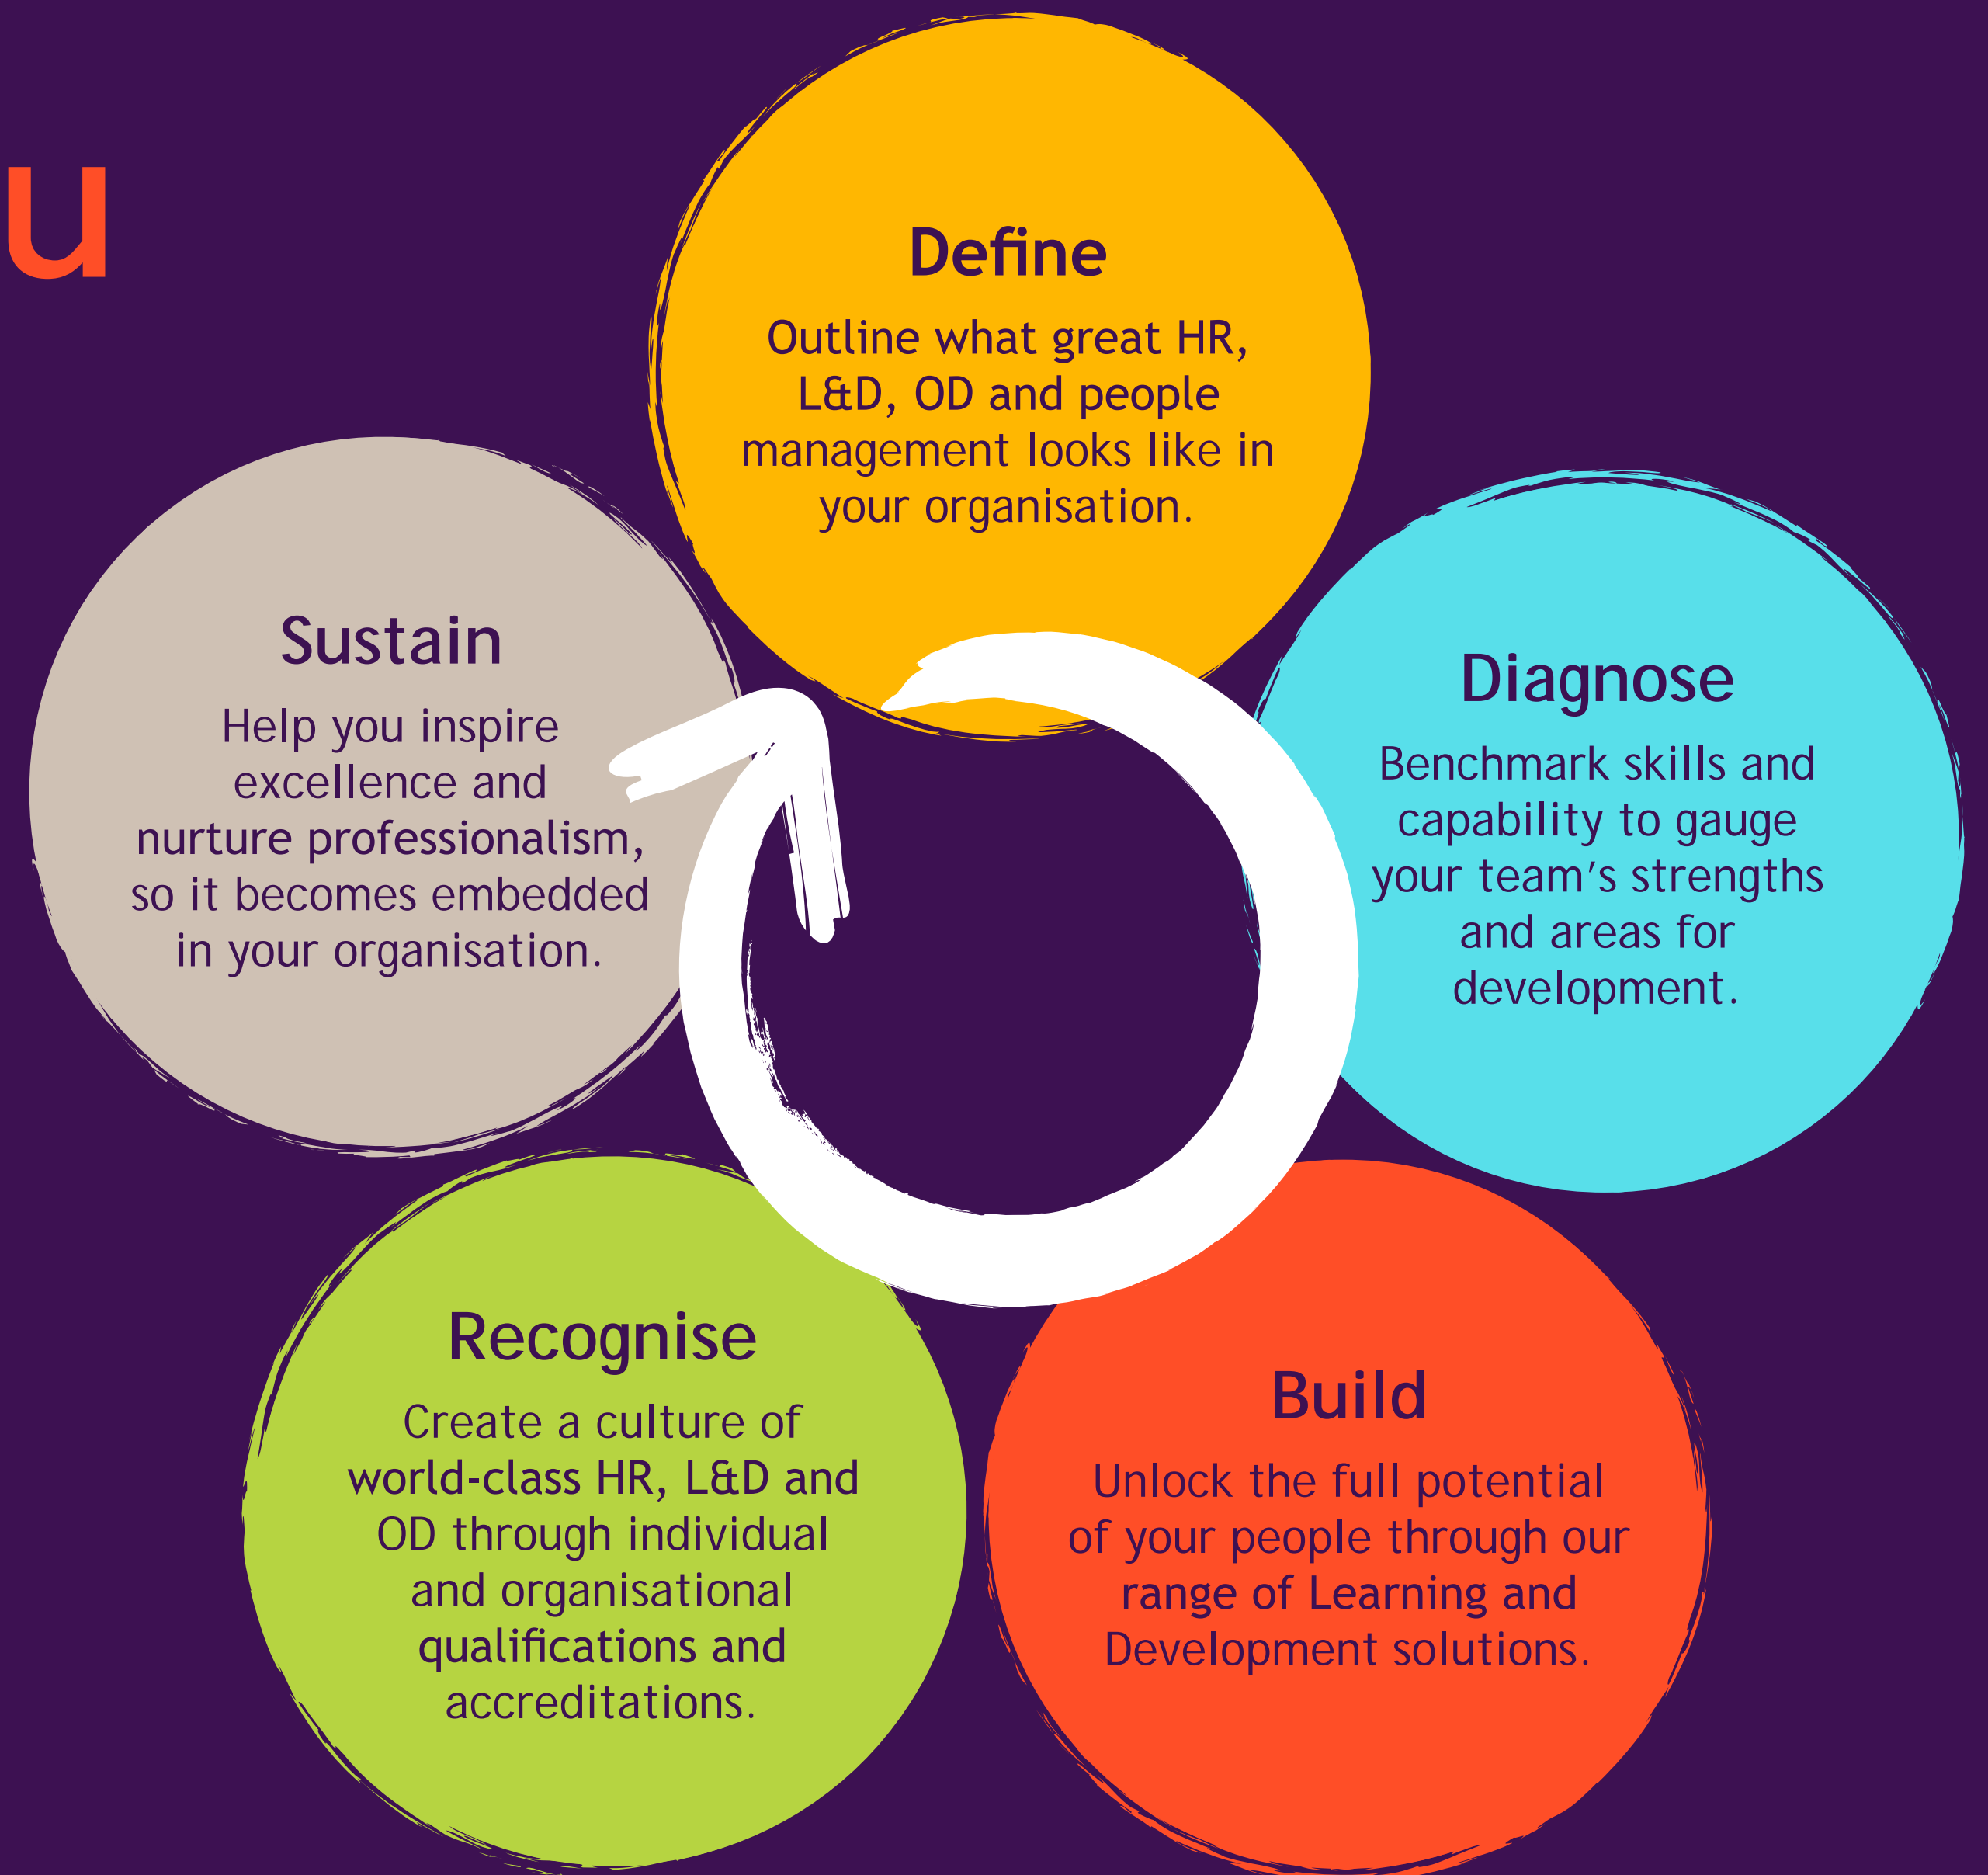 u
Define
Outline what great HR,
L&D, OD and people
management looks like in
your organisation.
Diagnose
Benchmark skills and
capability to gauge
your team's strengths
and areas for
development.
Build
Unlock the full potential
of your people through our
range of Learning and
Development solutions.
Recognise
Create a culture of
world-class HR, L&D and
OD through individual
and organisational
qualifications and
accreditations.
Sustain
Help you inspire
excellence and
nurture professionalism,
so it becomes embedded
in your organisation.